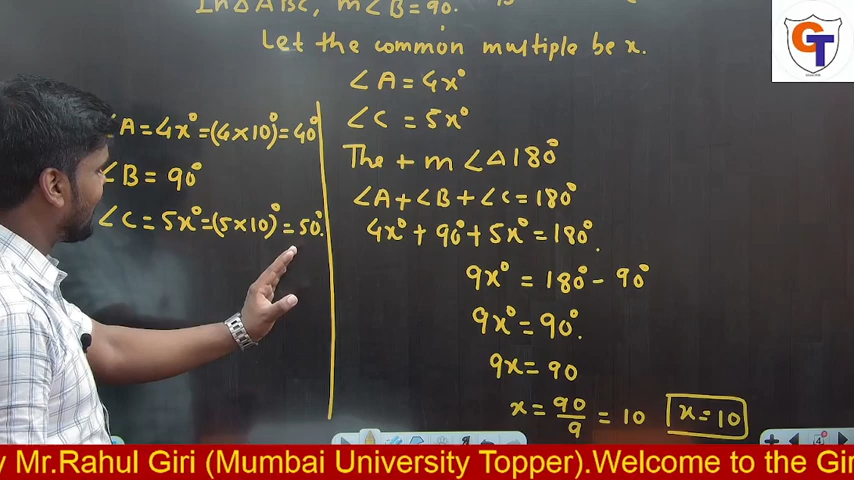 In △ABC, m∠B=90°.
Let the common multiple be x.
∠A = 4x°
∠C = 5x°
The + m ∠△180°
∠A+∠B+∠C=180°
4x°+90°+5x°=180°.
9x° = 180° - 90°
9x° = 90°.
9x = 90
x = 90/9 = 10 x=10
∠A=4x°=(4×10)°=40°
∠B = 90°
∠C=5x°=(5×10)°=50°.
GT
4
y Mr.Rahul Giri (Mumbai University Topper).Welcome to the Gir